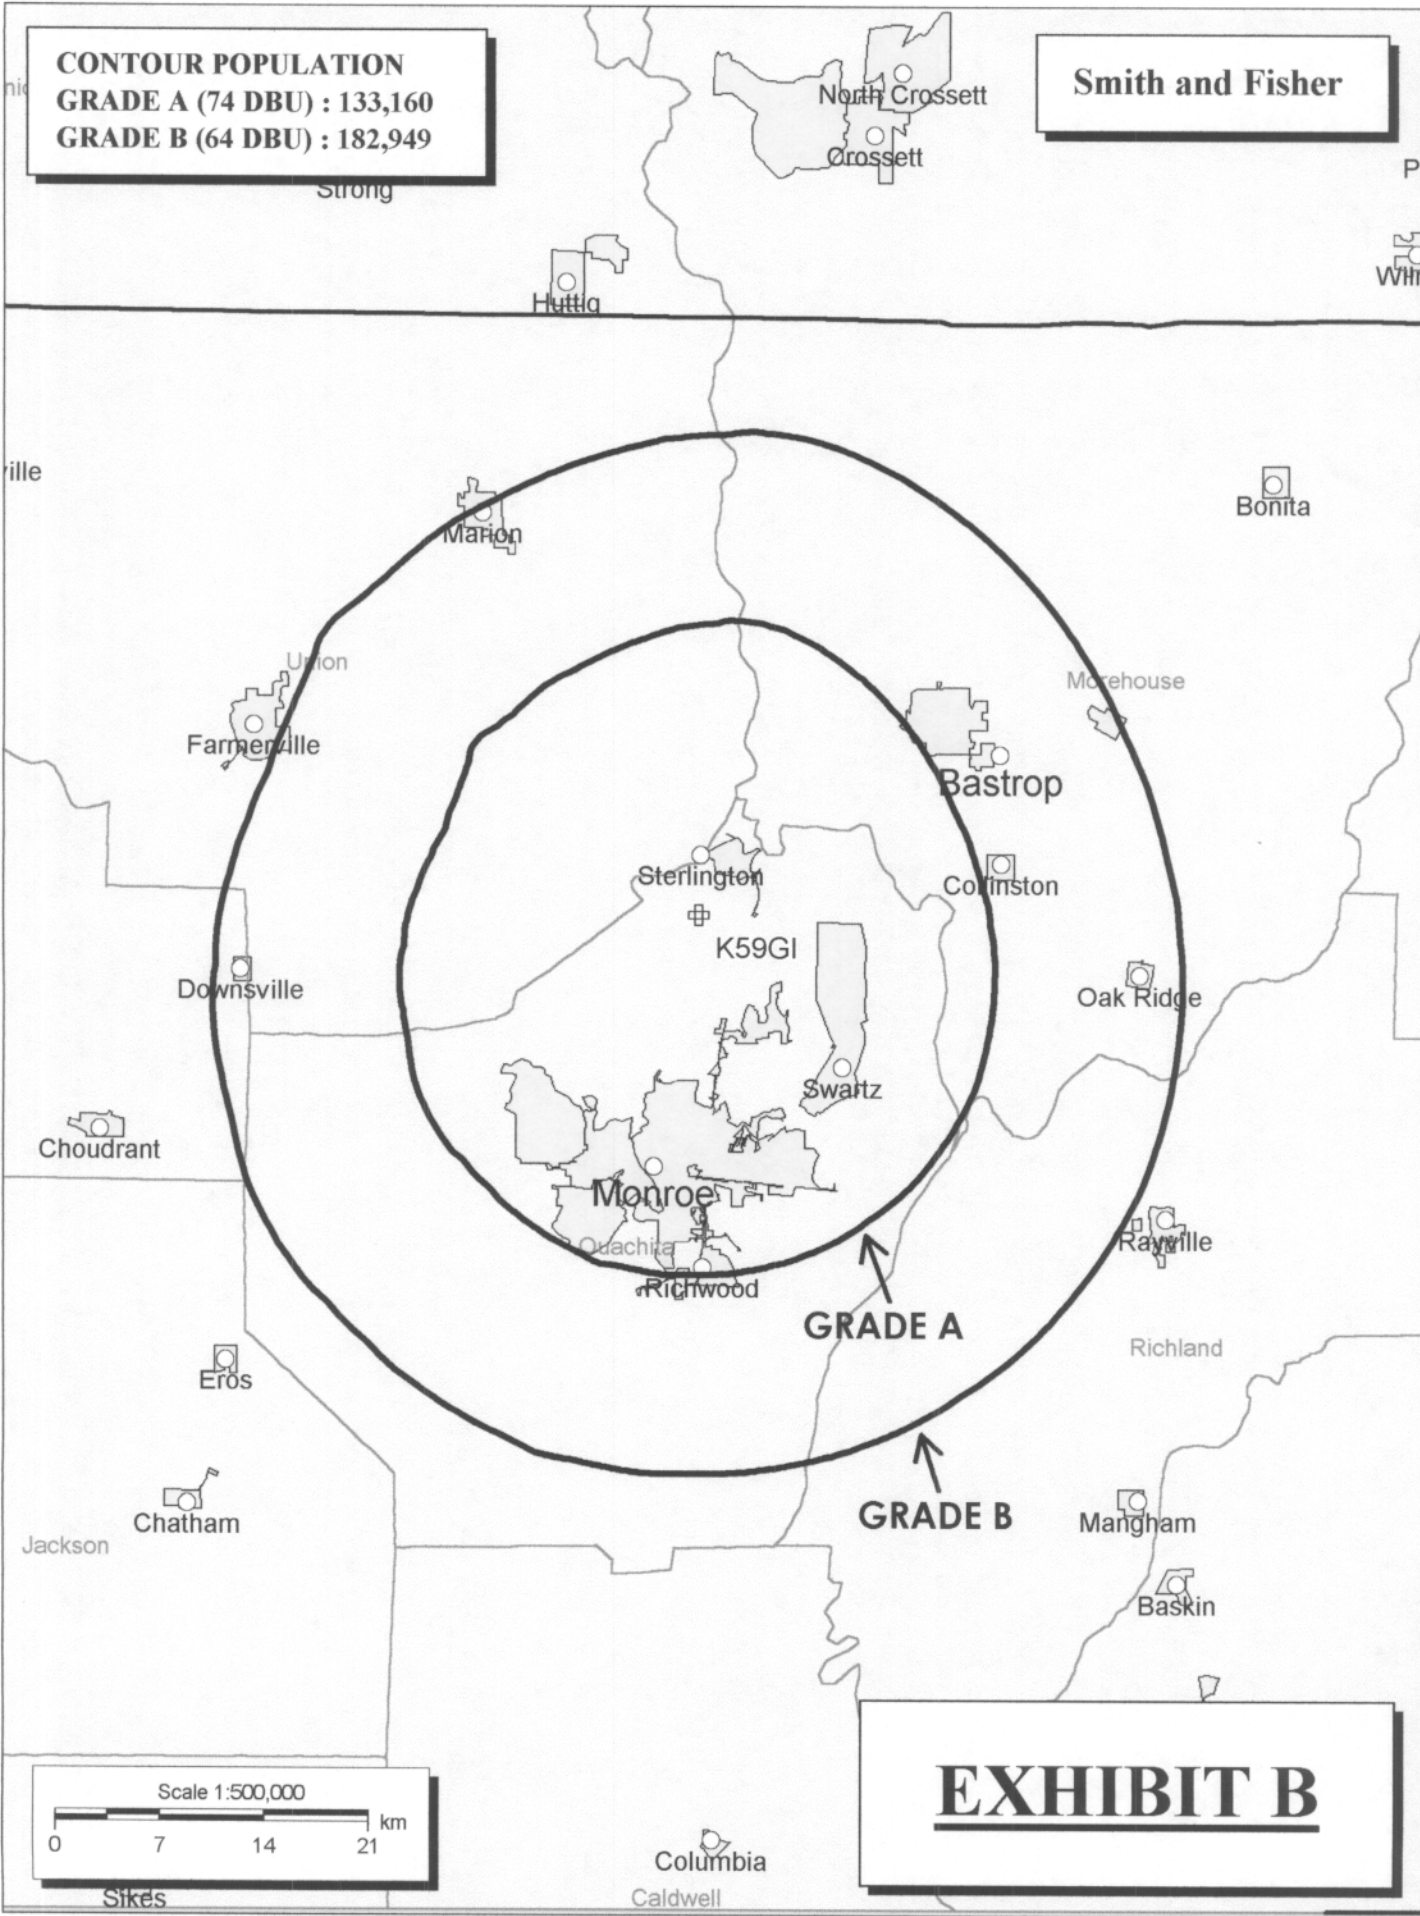 CONTOUR POPULATION
GRADE A (74 DBU) : 133,160
GRADE B (64 DBU) : 182,949
Smith and Fisher
North Crossett
Crossett
Strong
Huttig
ville
Marion
Bonita
Union
Morehouse
Farmerville
Bastrop
Sterlington
Collinston
K59GI
Downsville
Oak Ridge
Swartz
Choudrant
Monroe
Ouachita
Rayville
Richwood
GRADE A
Richland
Eros
GRADE B
Chatham
Mangham
Jackson
Baskin
EXHIBIT B
Scale 1:500,000
km
0 7 14 21
Columbia
Sikes
Caldwell